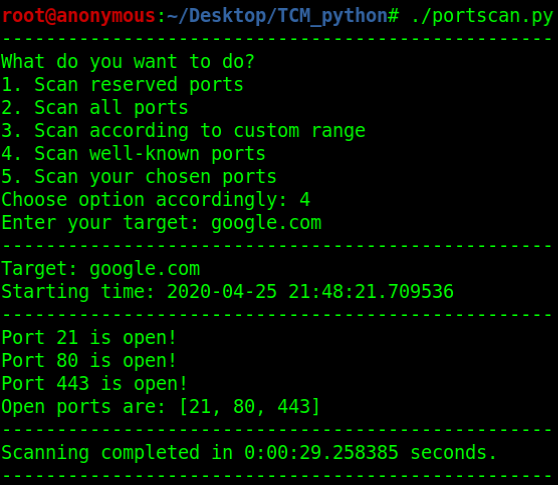 root@anonymous:~/Desktop/TCM_python# ./portscan.py
--------------------------------------------------
What do you want to do?
1. Scan reserved ports
2. Scan all ports
3. Scan according to custom range
4. Scan well-known ports
5. Scan your chosen ports
Choose option accordingly: 4
Enter your target: google.com
--------------------------------------------------
Target: google.com
Starting time: 2020-04-25 21:48:21.709536
--------------------------------------------------
Port 21 is open!
Port 80 is open!
Port 443 is open!
Open ports are: [21, 80, 443]
--------------------------------------------------
Scanning completed in 0:00:29.258385 seconds.
--------------------------------------------------